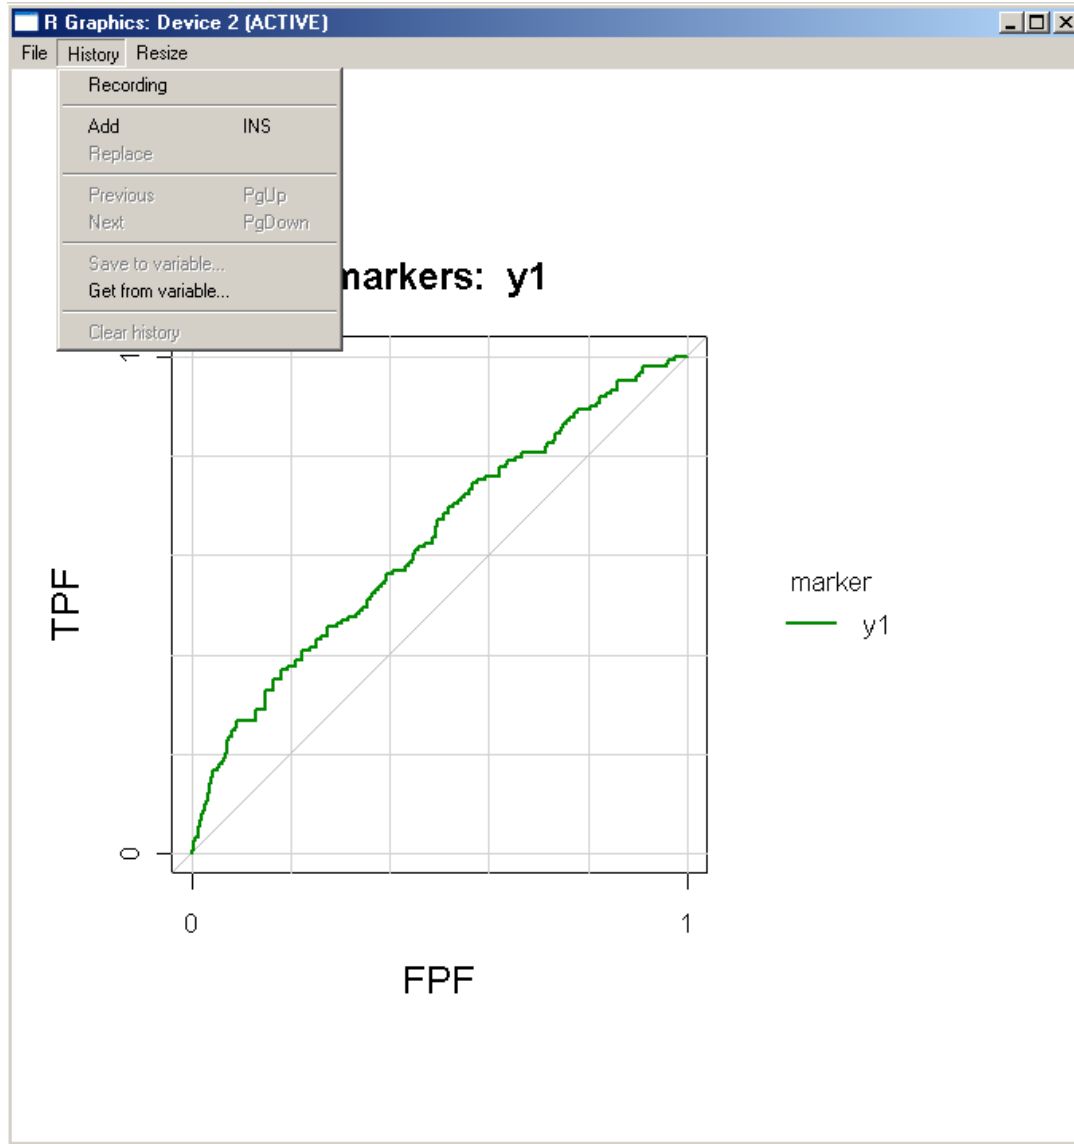 R Graphics: Device 2 (ACTIVE)
File History Resize
Recording
Add INS
Replace
Previous PgUp
Next PgDown
Save to variable...
Get from variable...
Clear history
markers: y1
1
TPF
marker
y1
0
0 1
FPF